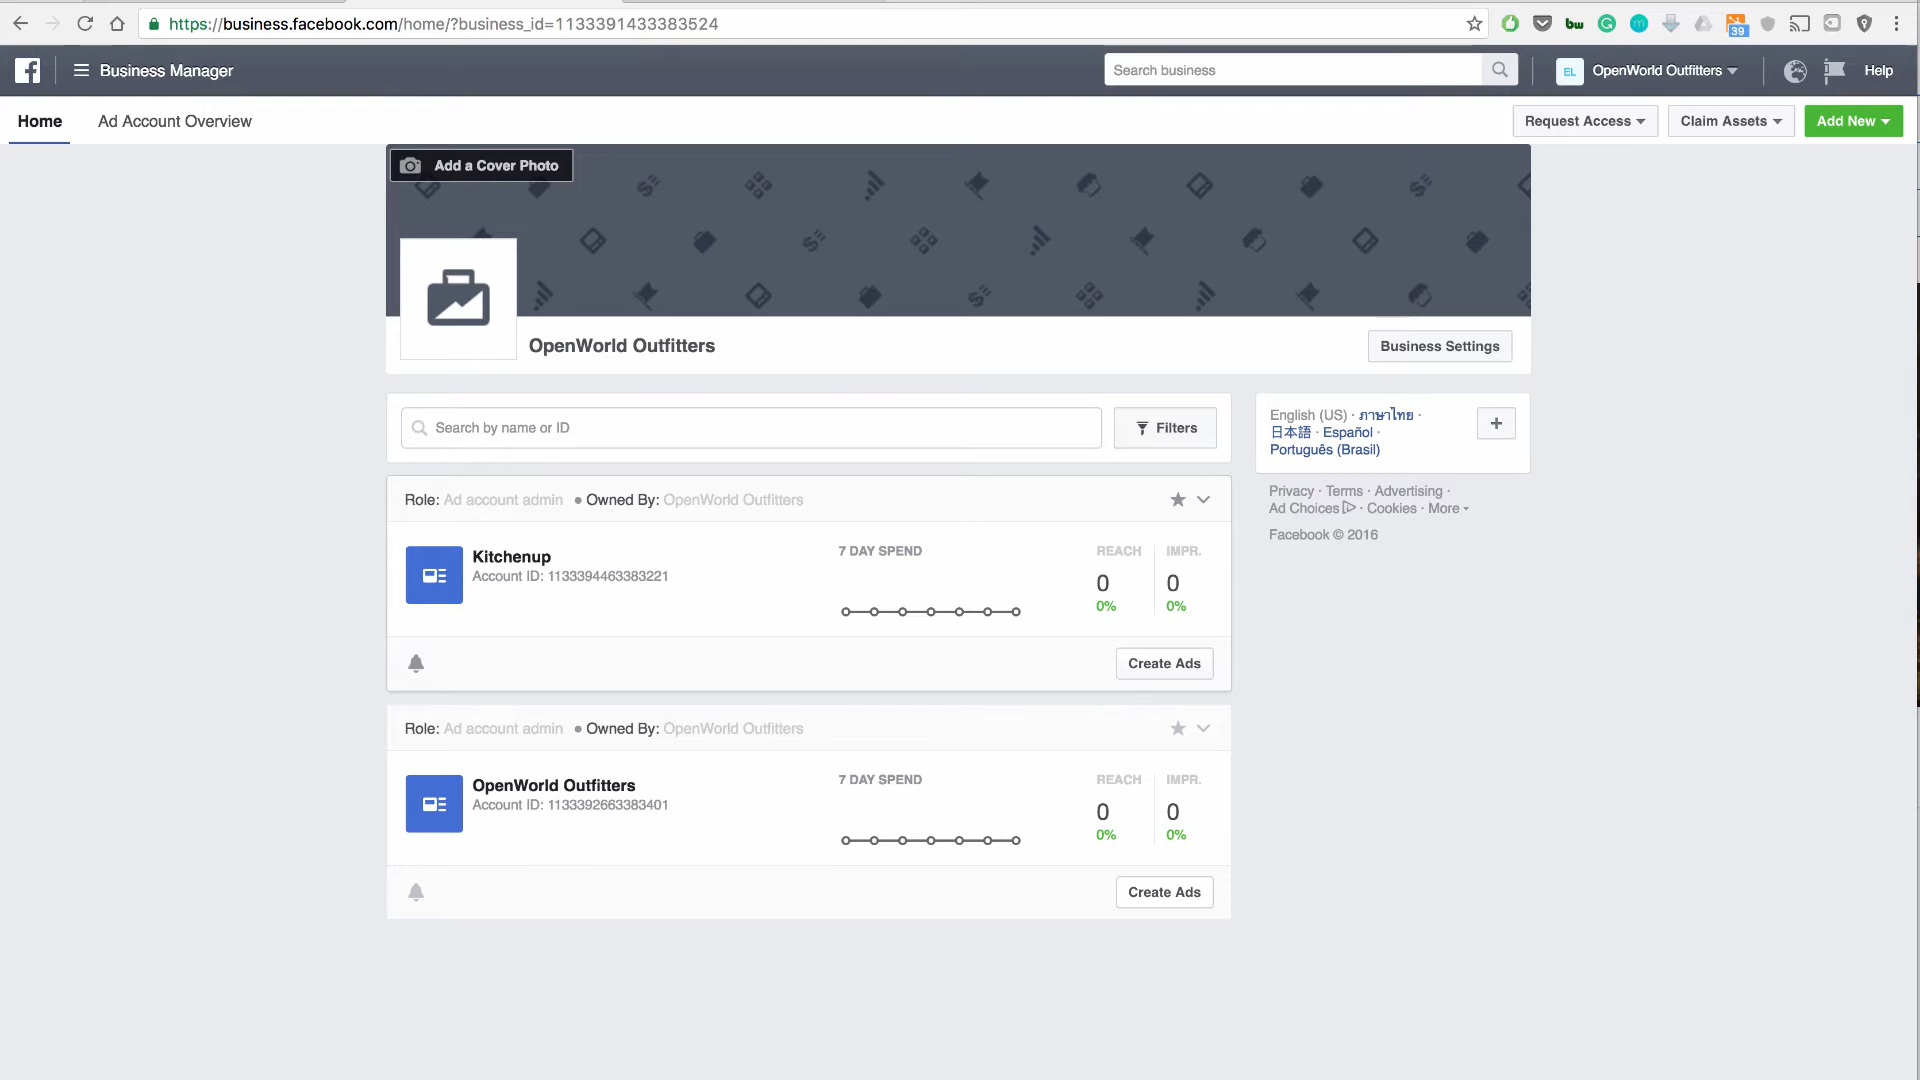 https://business.facebook.com/home/?business_id=1133391433383524
bw
39
Business Manager
Search business
EL
OpenWorld Outfitters
Help
Home
Ad Account Overview
Request Access
Claim Assets
Add New
Add a Cover Photo
OpenWorld Outfitters
Business Settings
Search by name or ID
Filters
English (US) · ภาษาไทย ·
日本語 · Español ·
Português (Brasil)
Privacy · Terms · Advertising ·
Ad Choices · Cookies · More
Facebook © 2016
Role: Ad account admin • Owned By: OpenWorld Outfitters
Kitchenup
Account ID: 1133394463383221
7 DAY SPEND
REACH
IMPR.
0
0
0%
0%
Create Ads
Role: Ad account admin • Owned By: OpenWorld Outfitters
OpenWorld Outfitters
Account ID: 1133392663383401
7 DAY SPEND
REACH
IMPR.
0
0
0%
0%
Create Ads